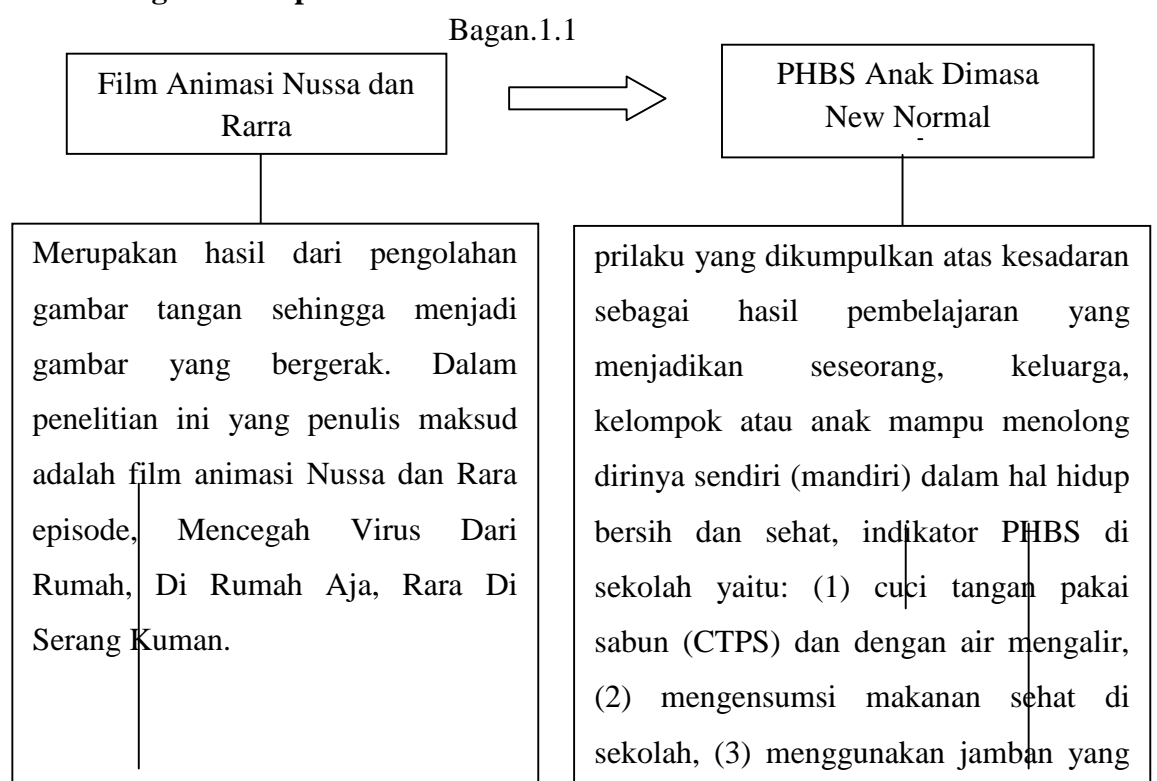 Bagan.1.1
Film Animasi Nussa dan
Rarra
PHBS Anak Dimasa
New Normal
Merupakan hasil dari pengolahan
gambar tangan sehingga menjadi
gambar yang bergerak. Dalam
penelitian ini yang penulis maksud
adalah film animasi Nussa dan Rara
episode, Mencegah Virus Dari
Rumah, Di Rumah Aja, Rara Di
Serang Kuman.
prilaku yang dikumpulkan atas kesadaran
sebagai hasil pembelajaran yang
menjadikan seseorang, keluarga,
kelompok atau anak mampu menolong
dirinya sendiri (mandiri) dalam hal hidup
bersih dan sehat, indikator PHBS di
sekolah yaitu: (1) cuci tangan pakai
sabun (CTPS) dan dengan air mengalir,
(2) mengensumsi makanan sehat di
sekolah, (3) menggunakan jamban yang